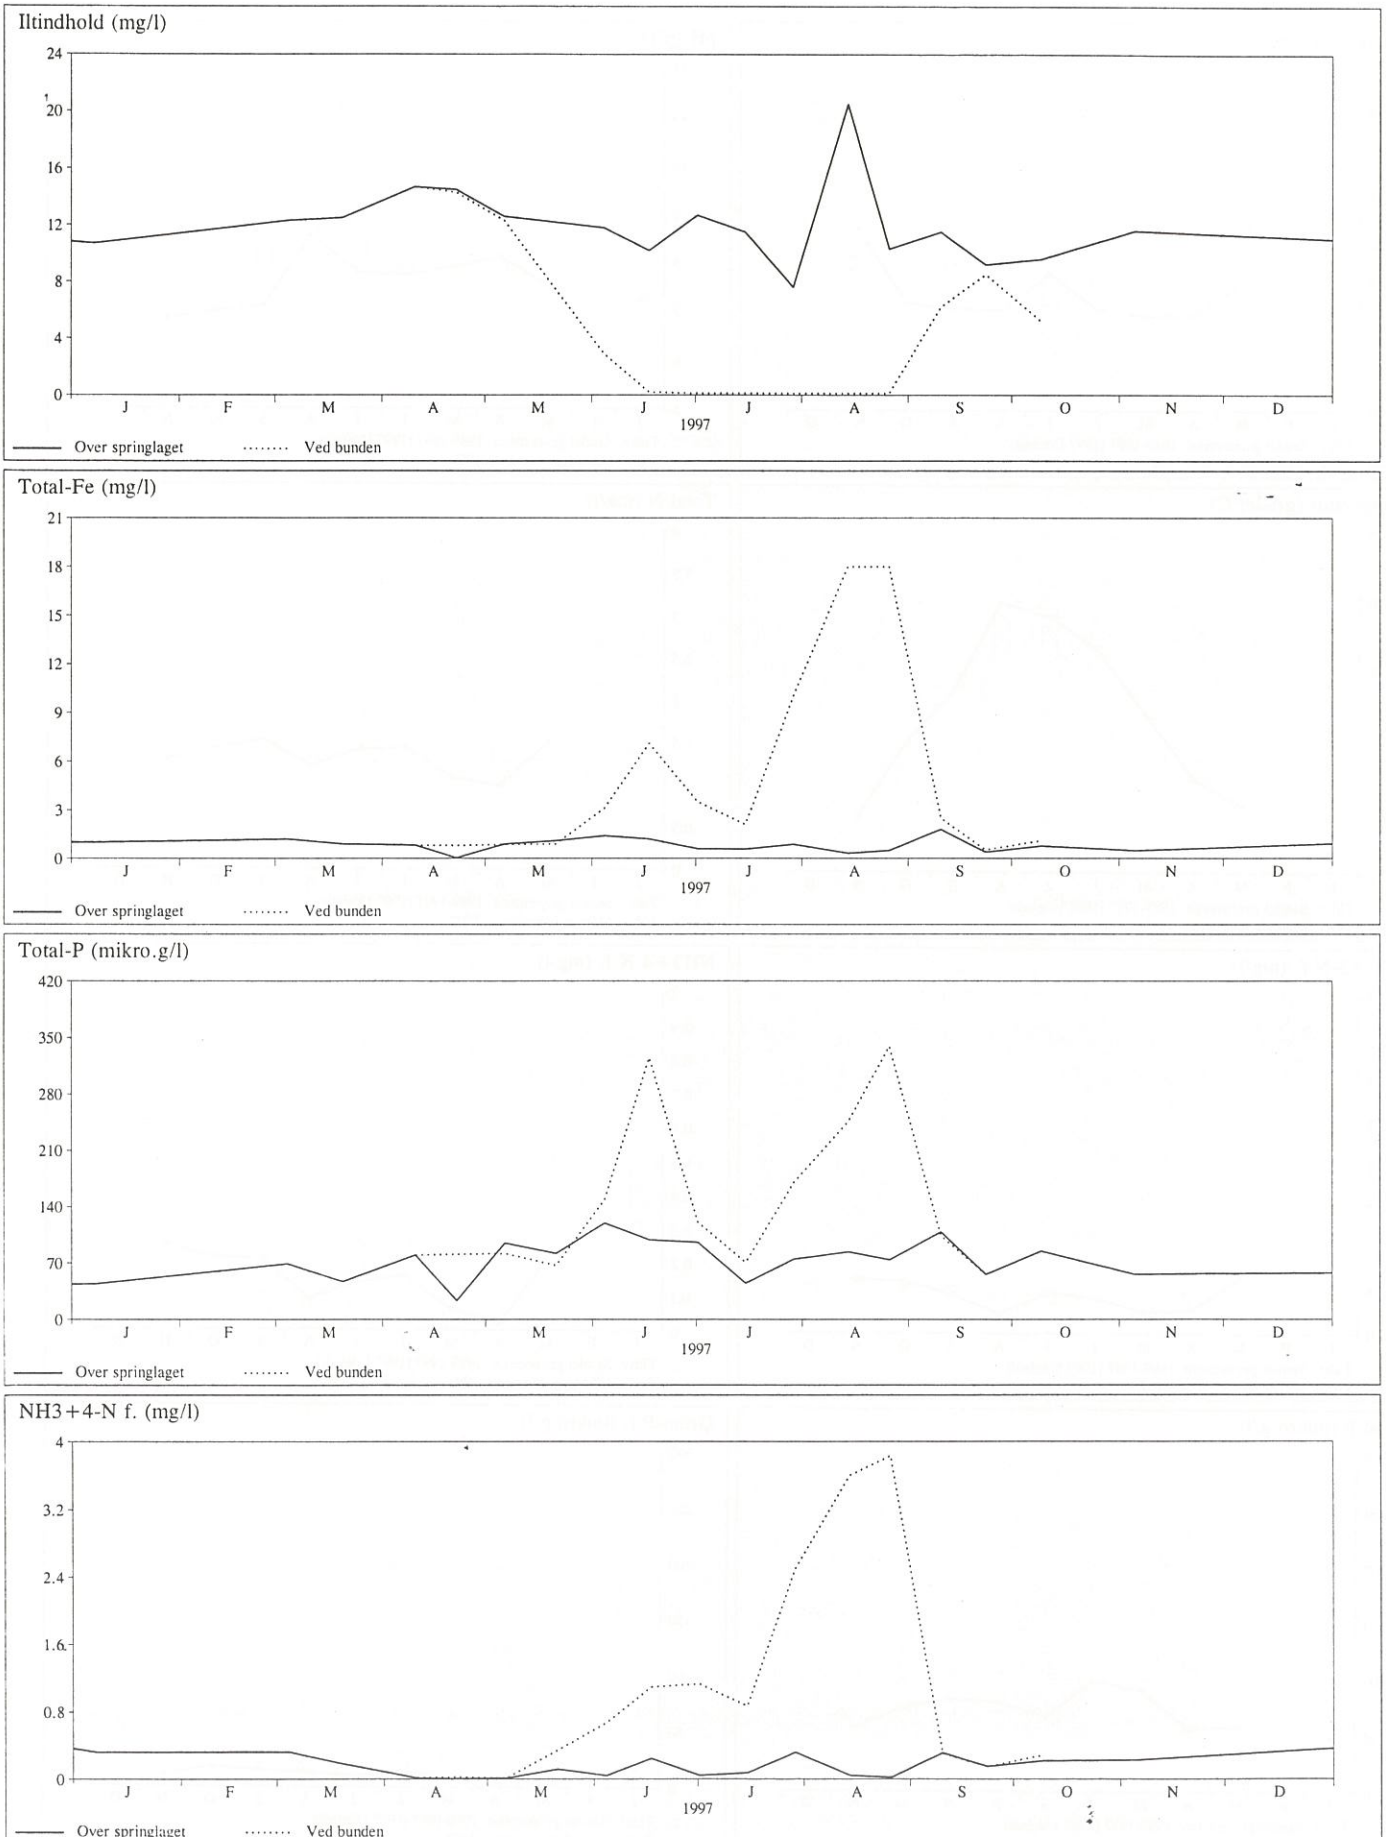 Iltindhold (mg/l)
24
20
16
12
8
4
0
J F M A M J J A S O N D
1997
Over springlaget Ved bunden
Total-Fe (mg/l)
21
18
15
12
9
6
3
0
J F M A M J J A S O N D
1997
Over springlaget Ved bunden
Total-P (mikro.g/l)
420
350
280
210
140
70
0
J F M A M J J A S O N D
1997
Over springlaget Ved bunden
NH3+4-N f. (mg/l)
4
3.2
2.4
1.6
0.8
0
J F M A M J J A S O N D
1997
Over springlaget Ved bunden